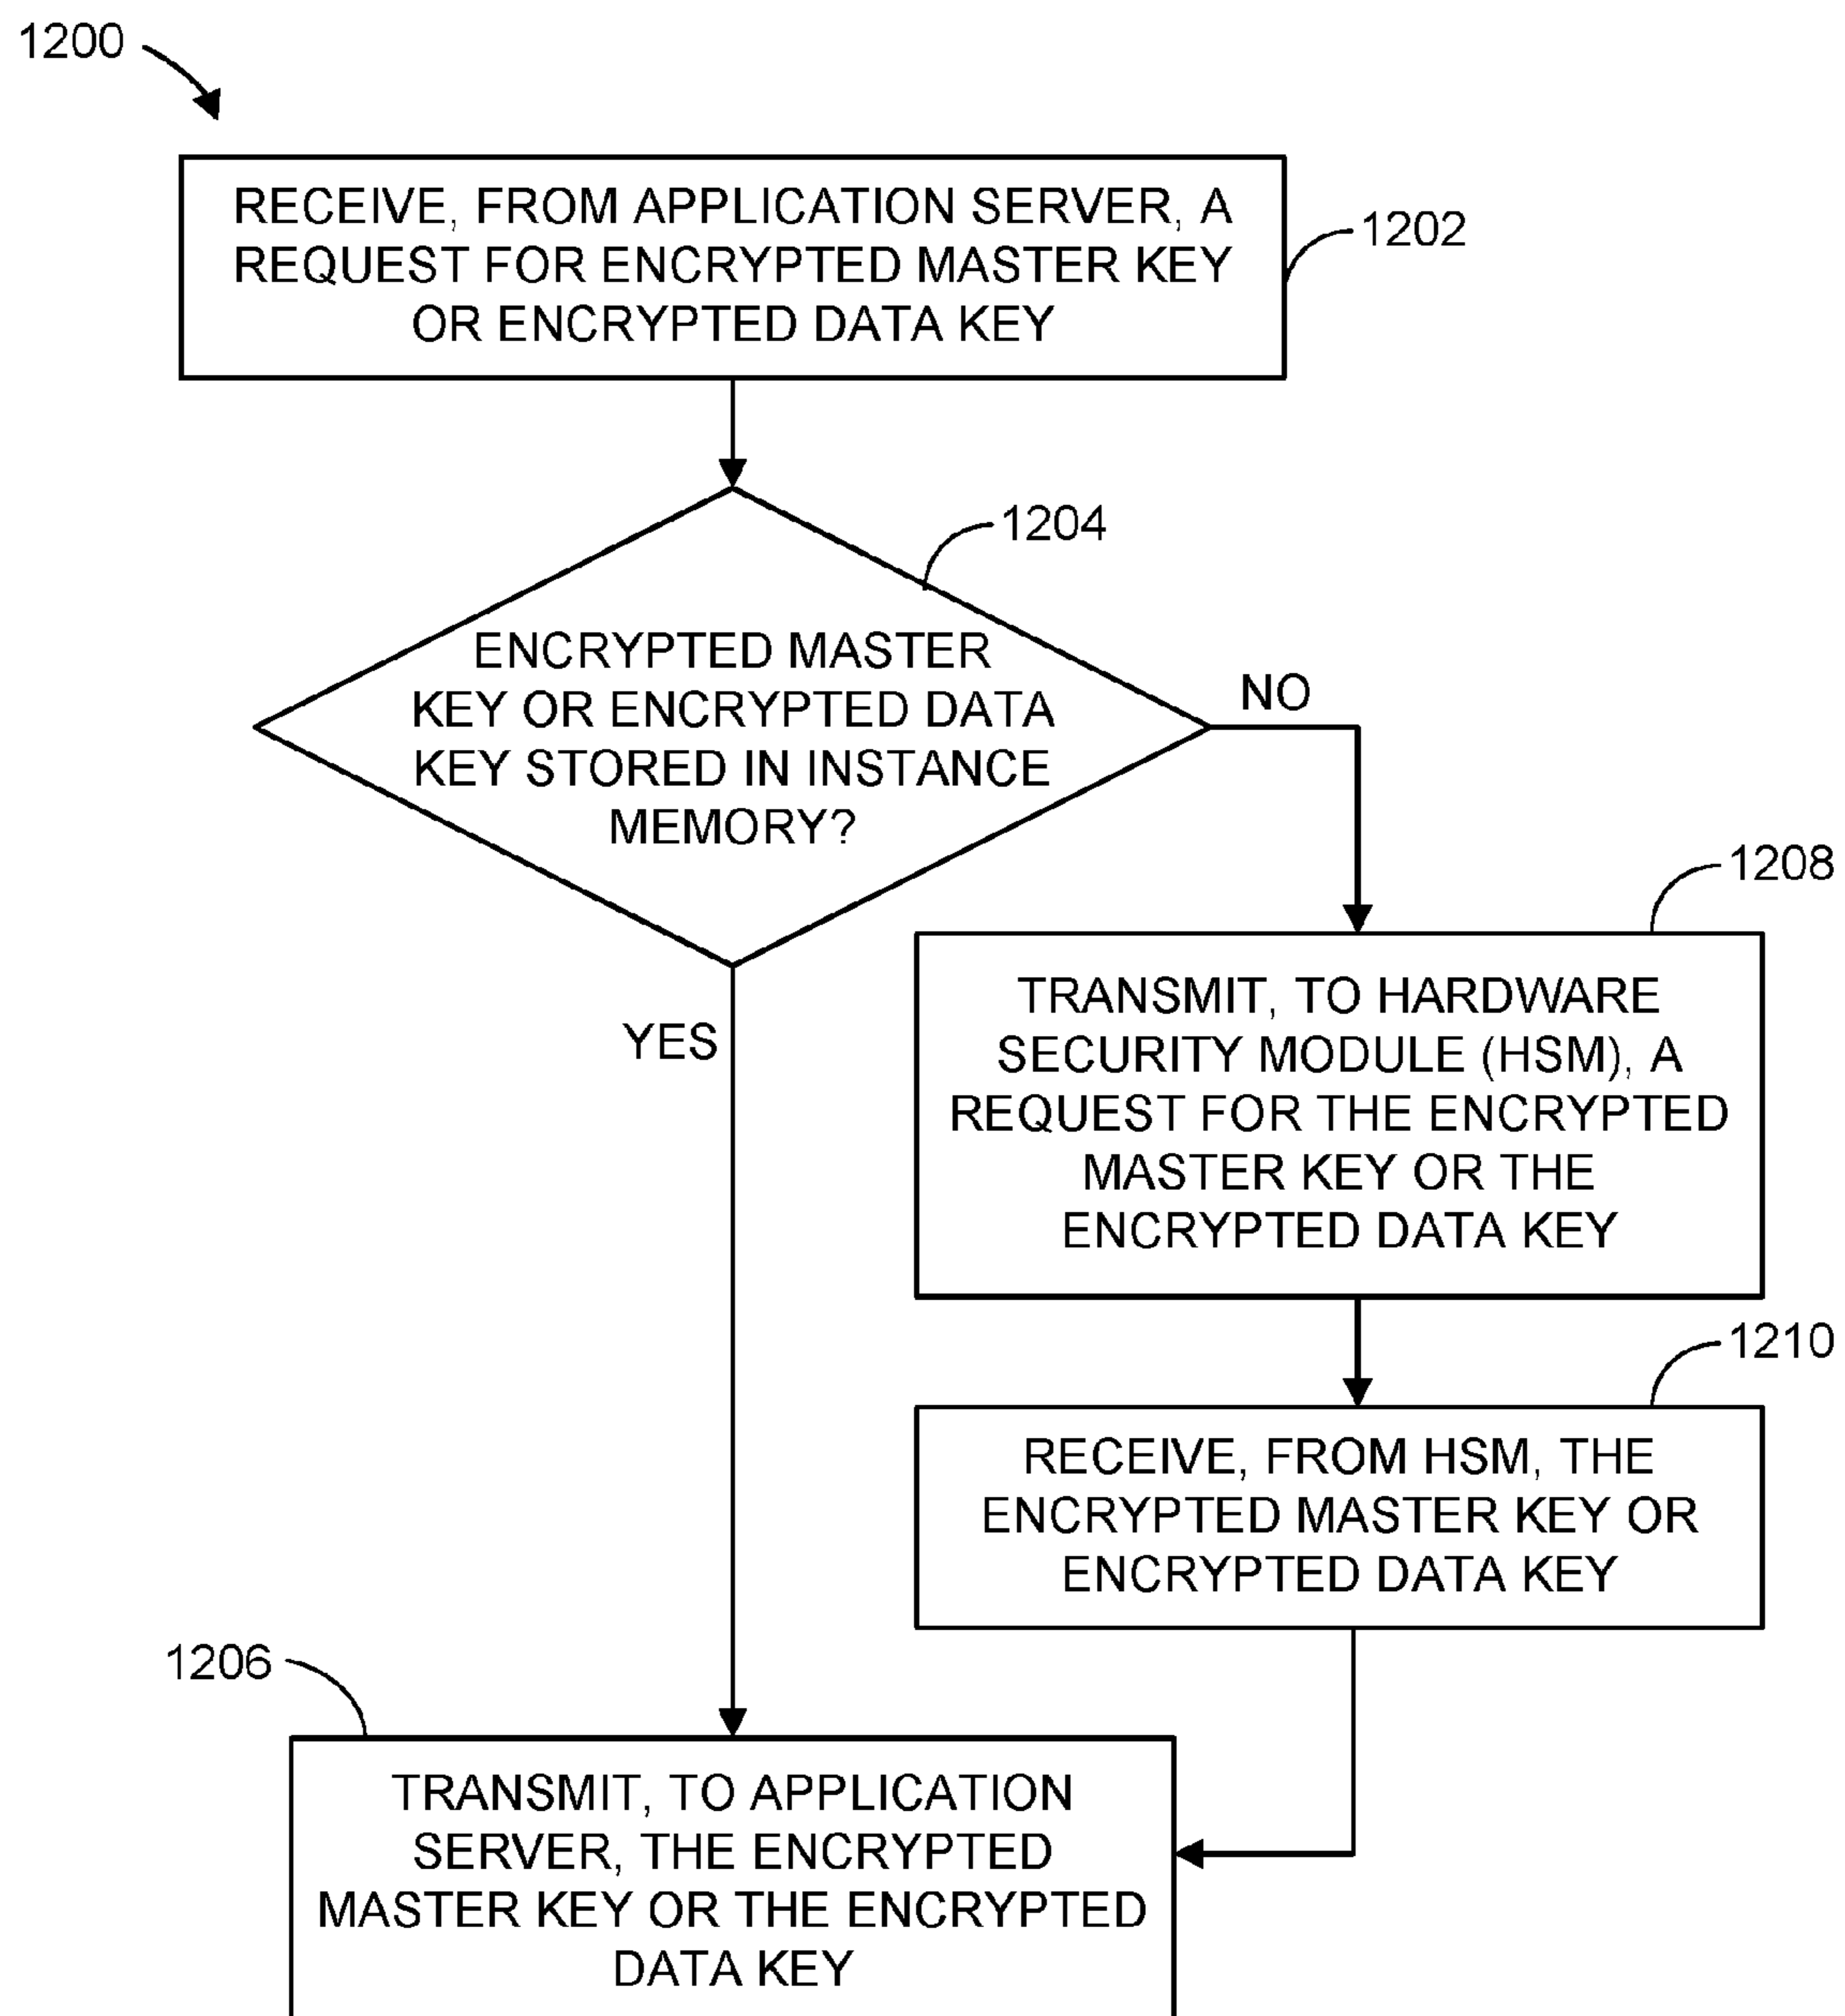 1200
RECEIVE, FROM APPLICATION SERVER, A
REQUEST FOR ENCRYPTED MASTER KEY
OR ENCRYPTED DATA KEY
1202
1204
ENCRYPTED MASTER
KEY OR ENCRYPTED DATA
KEY STORED IN INSTANCE
MEMORY?
NO
YES
1208
TRANSMIT, TO HARDWARE
SECURITY MODULE (HSM), A
REQUEST FOR THE ENCRYPTED
MASTER KEY OR THE
ENCRYPTED DATA KEY
1210
RECEIVE, FROM HSM, THE
ENCRYPTED MASTER KEY OR
ENCRYPTED DATA KEY
1206
TRANSMIT, TO APPLICATION
SERVER, THE ENCRYPTED
MASTER KEY OR THE ENCRYPTED
DATA KEY